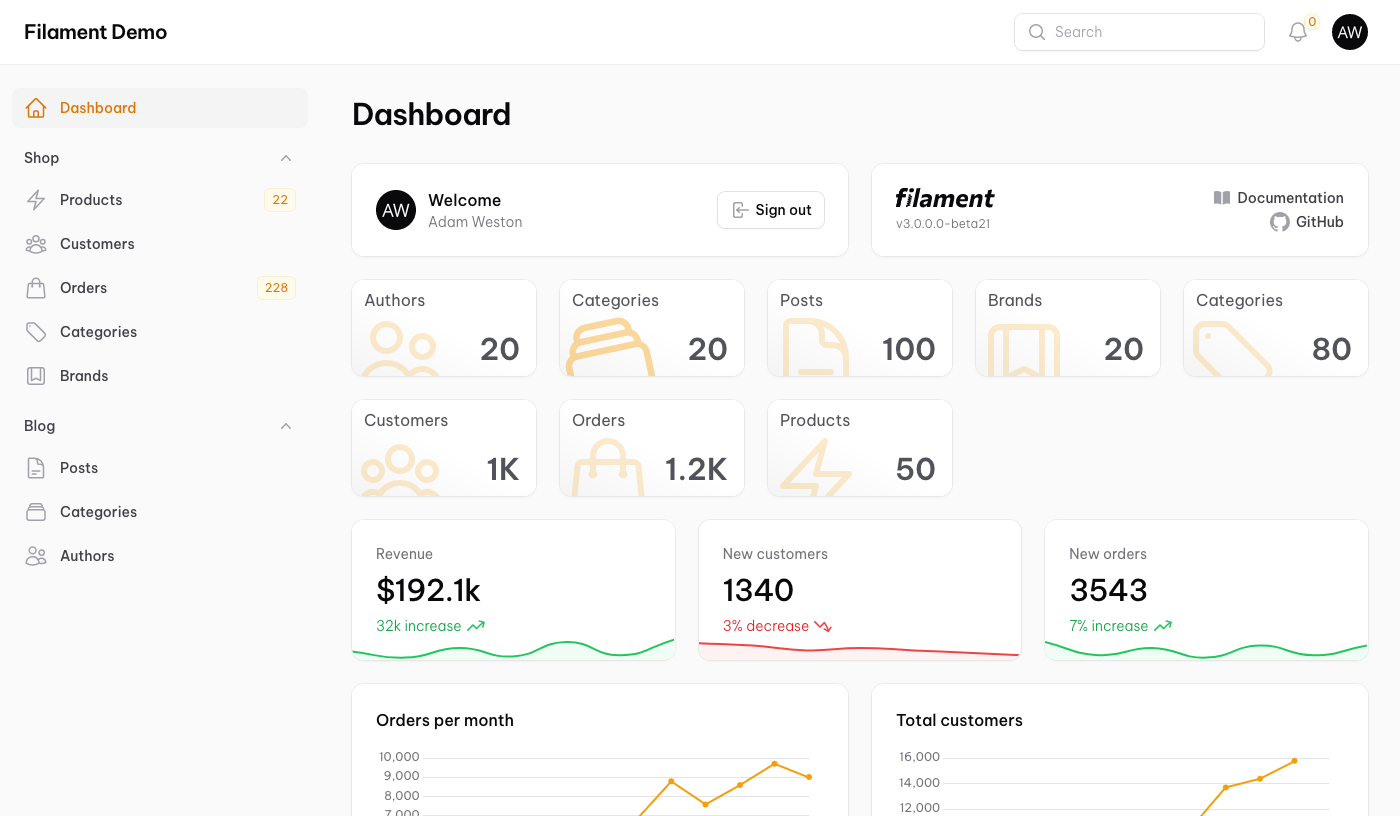 Filament Demo
Search
0
AW
Dashboard
Shop
Products
22
Customers
Orders
228
Categories
Brands
Blog
Posts
Categories
Authors
Dashboard
AW
Welcome
Adam Weston
Sign out
filament
v3.0.0.0-beta21
Documentation
GitHub
Authors
20
Categories
20
Posts
100
Brands
20
Categories
80
Customers
1K
Orders
1.2K
Products
50
Revenue
$192.1k
32k increase
New customers
1340
3% decrease
New orders
3543
7% increase
Orders per month
10,000
9,000
8,000
7,000
Total customers
16,000
14,000
12,000